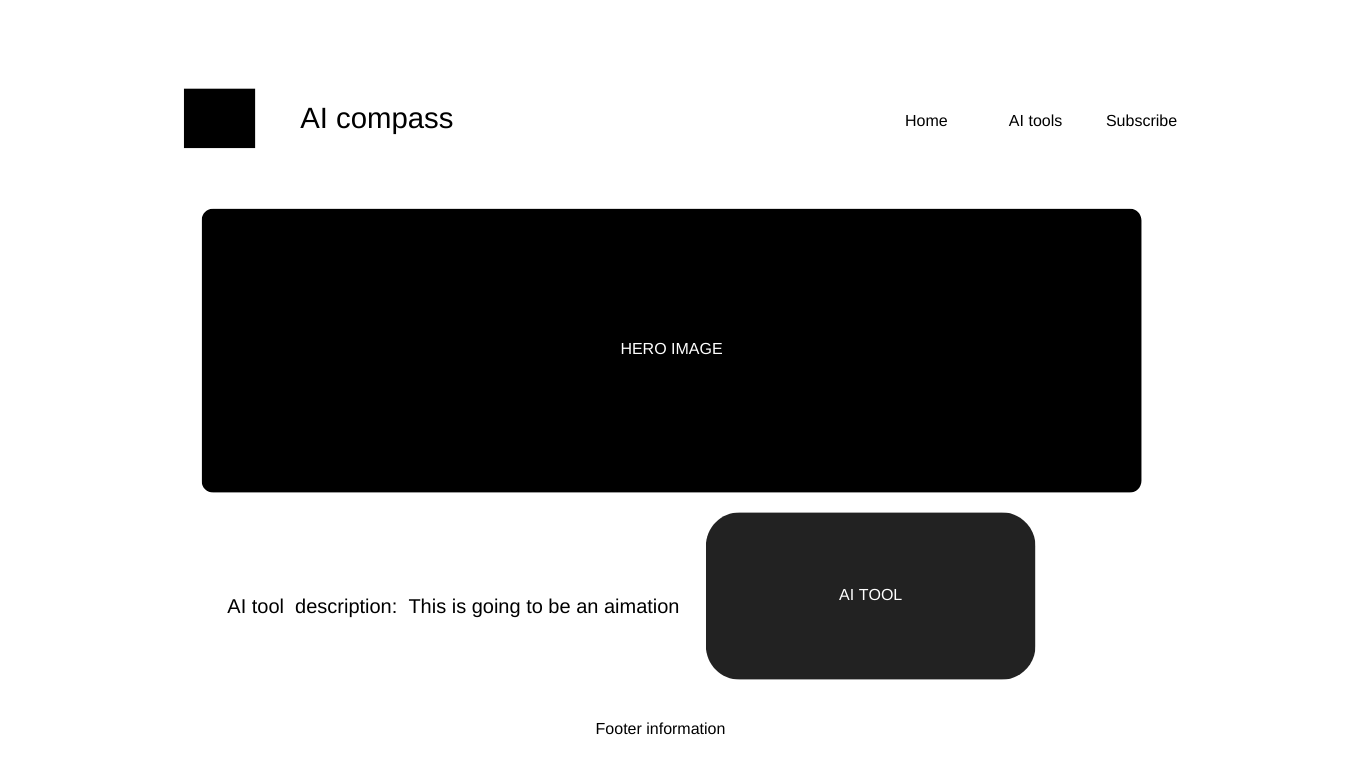 AI compass
Home AI tools Subscribe
HERO IMAGE
AI tool  description:  This is going to be an aimation
AI TOOL
Footer information